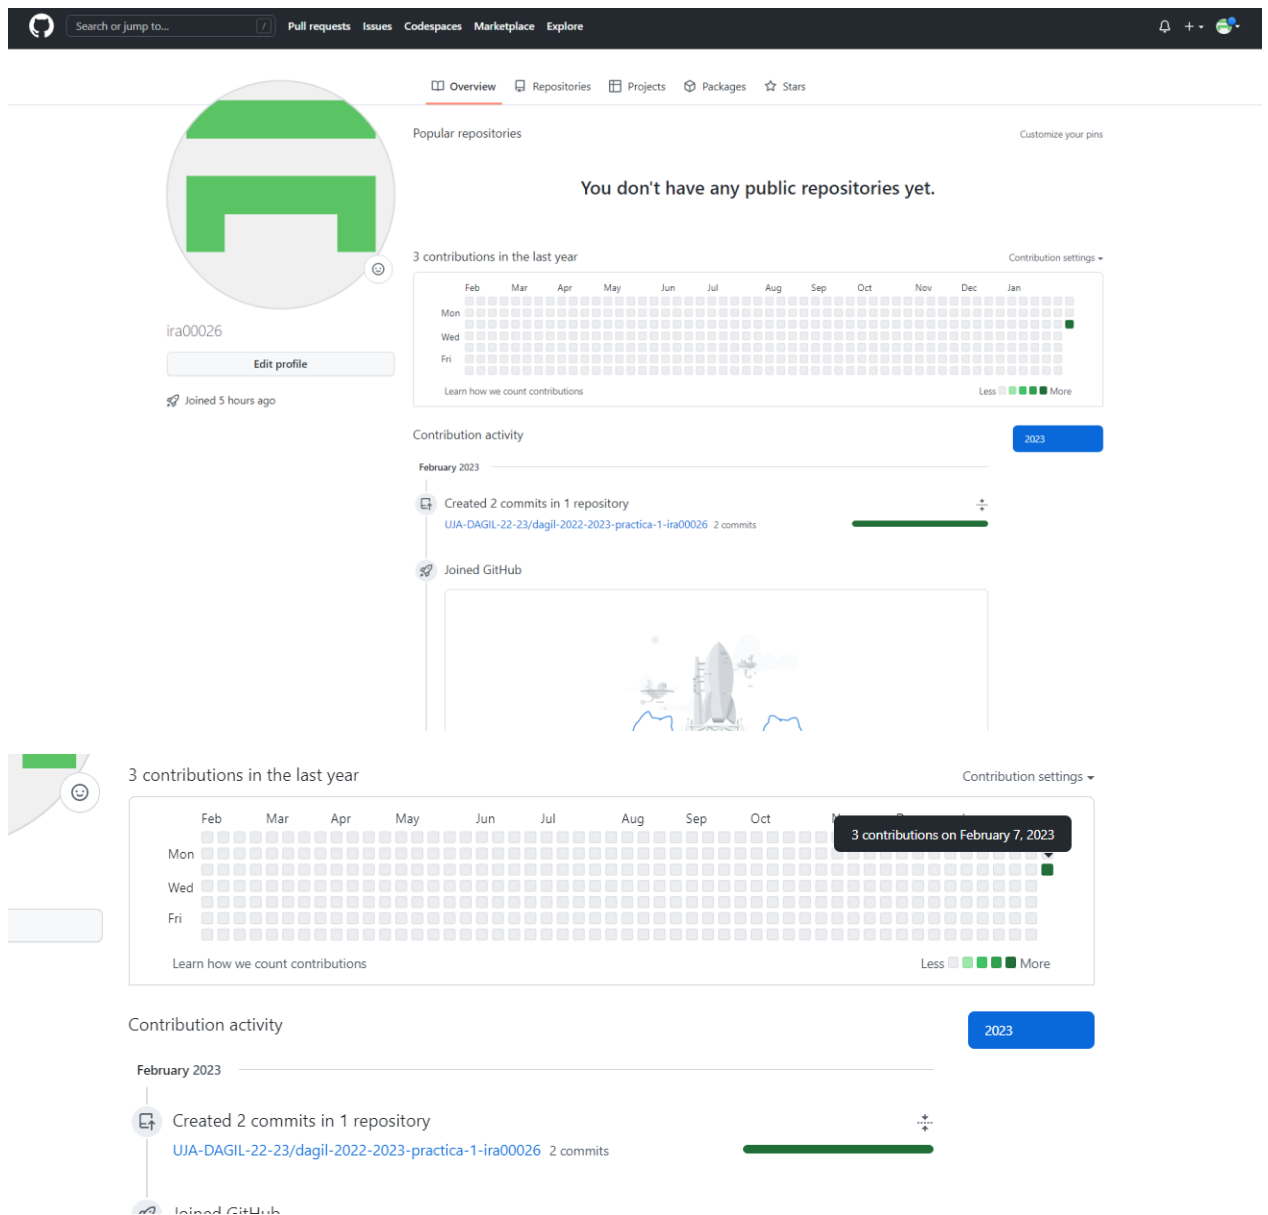 Search or jump to... / Pull requests Issues Codespaces Marketplace Explore
Overview Repositories Projects Packages Stars
Popular repositories Customize your pins
You don't have any public repositories yet.
3 contributions in the last year Contribution settings
Feb Mar Apr May Jun Jul Aug Sep Oct Nov Dec Jan
Mon
Wed
Fri
Learn how we count contributions Less More
ira00026
Edit profile
Joined 5 hours ago
Contribution activity 2023
February 2023
Created 2 commits in 1 repository
UJA-DAGIL-22-23/dagil-2022-2023-practica-1-ira00026 2 commits
Joined GitHub
3 contributions in the last year Contribution settings
Feb Mar Apr May Jun Jul Aug Sep Oct
3 contributions on February 7, 2023
Mon
Wed
Fri
Learn how we count contributions Less More
Contribution activity 2023
February 2023
Created 2 commits in 1 repository
UJA-DAGIL-22-23/dagil-2022-2023-practica-1-ira00026 2 commits
Joined GitHub